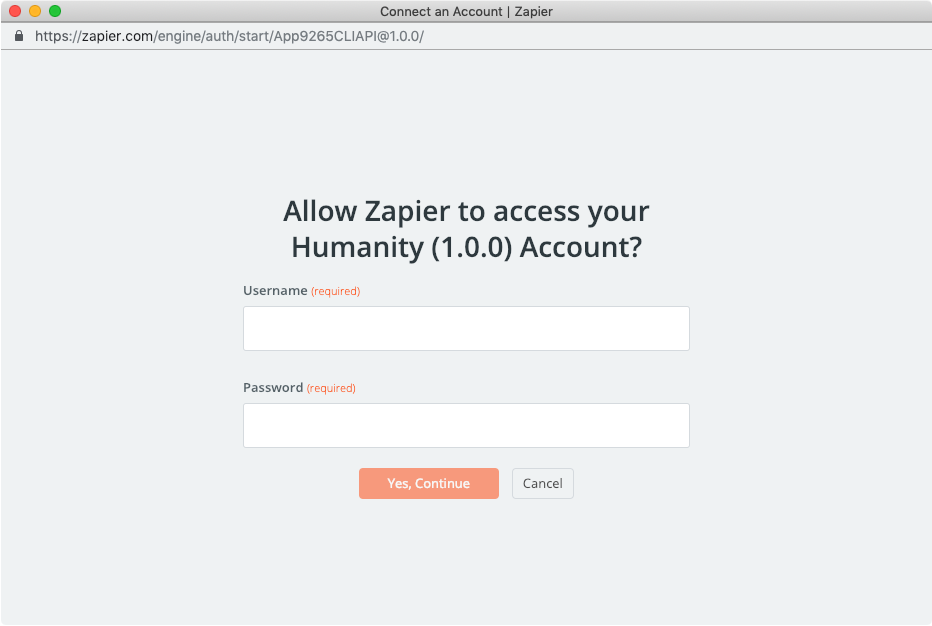 Connect an Account | Zapier
https://zapier.com/engine/auth/start/App9265CLIAPI@1.0.0/
Allow Zapier to access your
Humanity (1.0.0) Account?
Username (required)
Password (required)
Yes, Continue Cancel